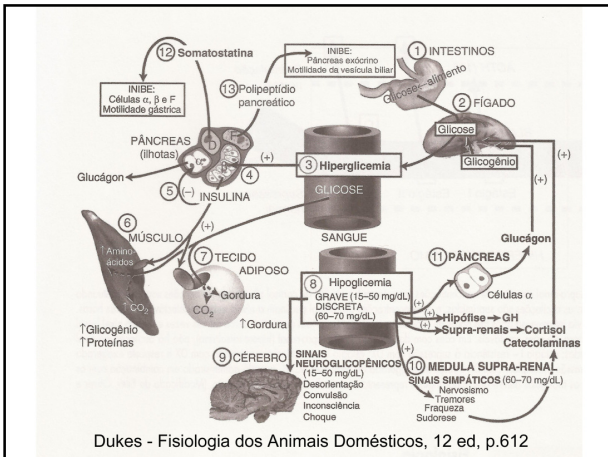 12 Somatostatina
INIBE:
Células α, β e F
Motilidade gástrica
INIBE:
Pâncreas exócrino
Motilidade da vesícula biliar
13 Polipeptídio
pancreático
1 INTESTINOS
Glicose←alimento
2 FÍGADO
Glicose
Glicogênio
PÂNCREAS
(ilhotas)
D
F
α
β
Glucágon
5 (–)
4
(+)
INSULINA
3 Hiperglicemia
GLICOSE
SANGUE
(+)
(+)
(+)
6
MÚSCULO
↑Amino-
ácidos
↑CO₂
↑Glicogênio
↑Proteínas
7 TECIDO
ADIPOSO
Gordura
CO₂
↑Gordura
8 Hipoglicemia
GRAVE (15–50 mg/dL)
DISCRETA
(60–70 mg/dL)
11 PÂNCREAS
Células α
Glucágon
(+)
(+)
(+)
(+)
Hipófise→GH
Supra-renais→Cortisol
Catecolaminas
9 CÉREBRO
SINAIS
NEUROGLICOPÊNICOS
(15–50 mg/dL)
Desorientação
Convulsão
Inconsciência
Choque
10 MEDULA SUPRA-RENAL
SINAIS SIMPÁTICOS (60–70 mg/dL)
Nervosismo
Tremores
Fraqueza
Sudorese
Dukes - Fisiologia dos Animais Domésticos, 12 ed, p.612